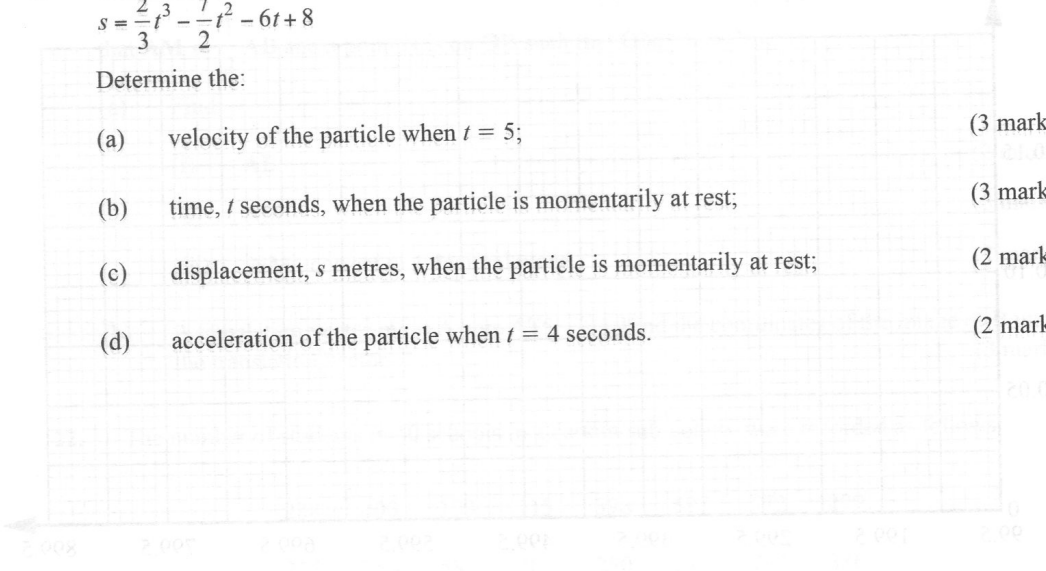 s = 2/3 t³ − 7/2 t² − 6t + 8
Determine the:
(a) velocity of the particle when t = 5; (3 mark
(b) time, t seconds, when the particle is momentarily at rest; (3 mark
(c) displacement, s metres, when the particle is momentarily at rest; (2 mark
(d) acceleration of the particle when t = 4 seconds. (2 mark